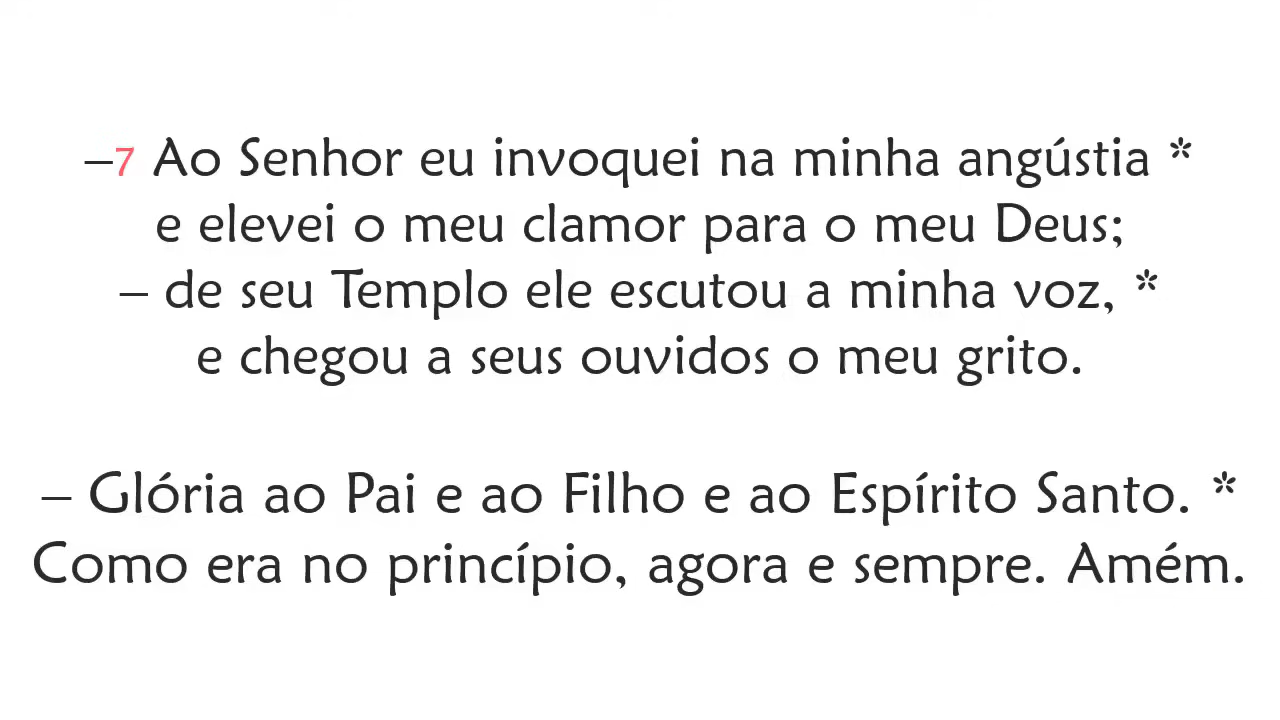 –7 Ao Senhor eu invoquei na minha angústia *
e elevei o meu clamor para o meu Deus;
– de seu Templo ele escutou a minha voz, *
e chegou a seus ouvidos o meu grito.
– Glória ao Pai e ao Filho e ao Espírito Santo. *
Como era no princípio, agora e sempre. Amém.